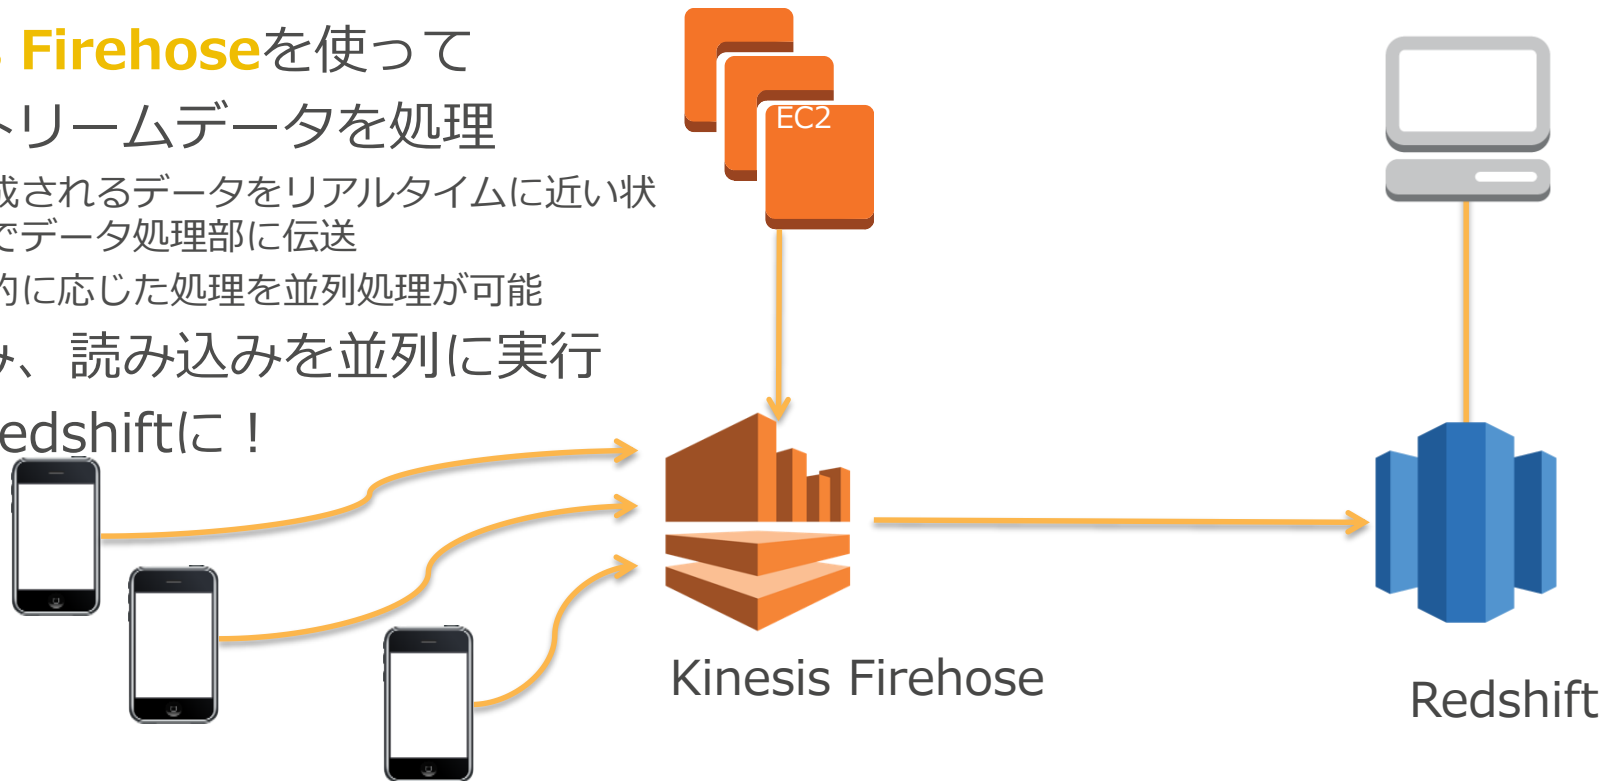 Firehoseを使って
トリームデータを処理
成されるデータをリアルタイムに近い状
でデータ処理部に伝送
的に応じた処理を並列処理が可能
み、読み込みを並列に実行
edshiftに！
EC2
Kinesis Firehose
Redshift